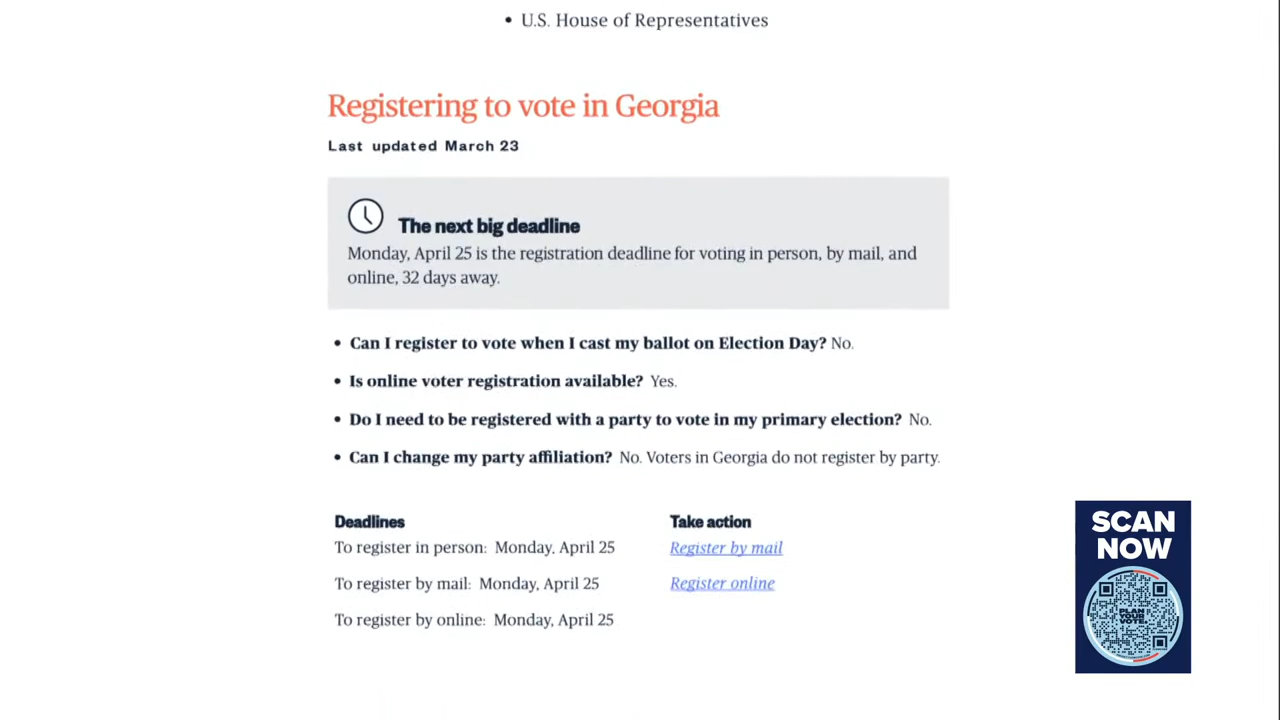 • U.S. House of Representatives
Registering to vote in Georgia
Last updated March 23
The next big deadline
Monday, April 25 is the registration deadline for voting in person, by mail, and
online, 32 days away.
• Can I register to vote when I cast my ballot on Election Day? No.
• Is online voter registration available? Yes.
• Do I need to be registered with a party to vote in my primary election? No.
• Can I change my party affiliation? No. Voters in Georgia do not register by party.
Deadlines
To register in person: Monday, April 25
To register by mail: Monday, April 25
To register by online: Monday, April 25
Take action
Register by mail
Register online
SCAN
NOW
PLAN
YOUR
VOTE.